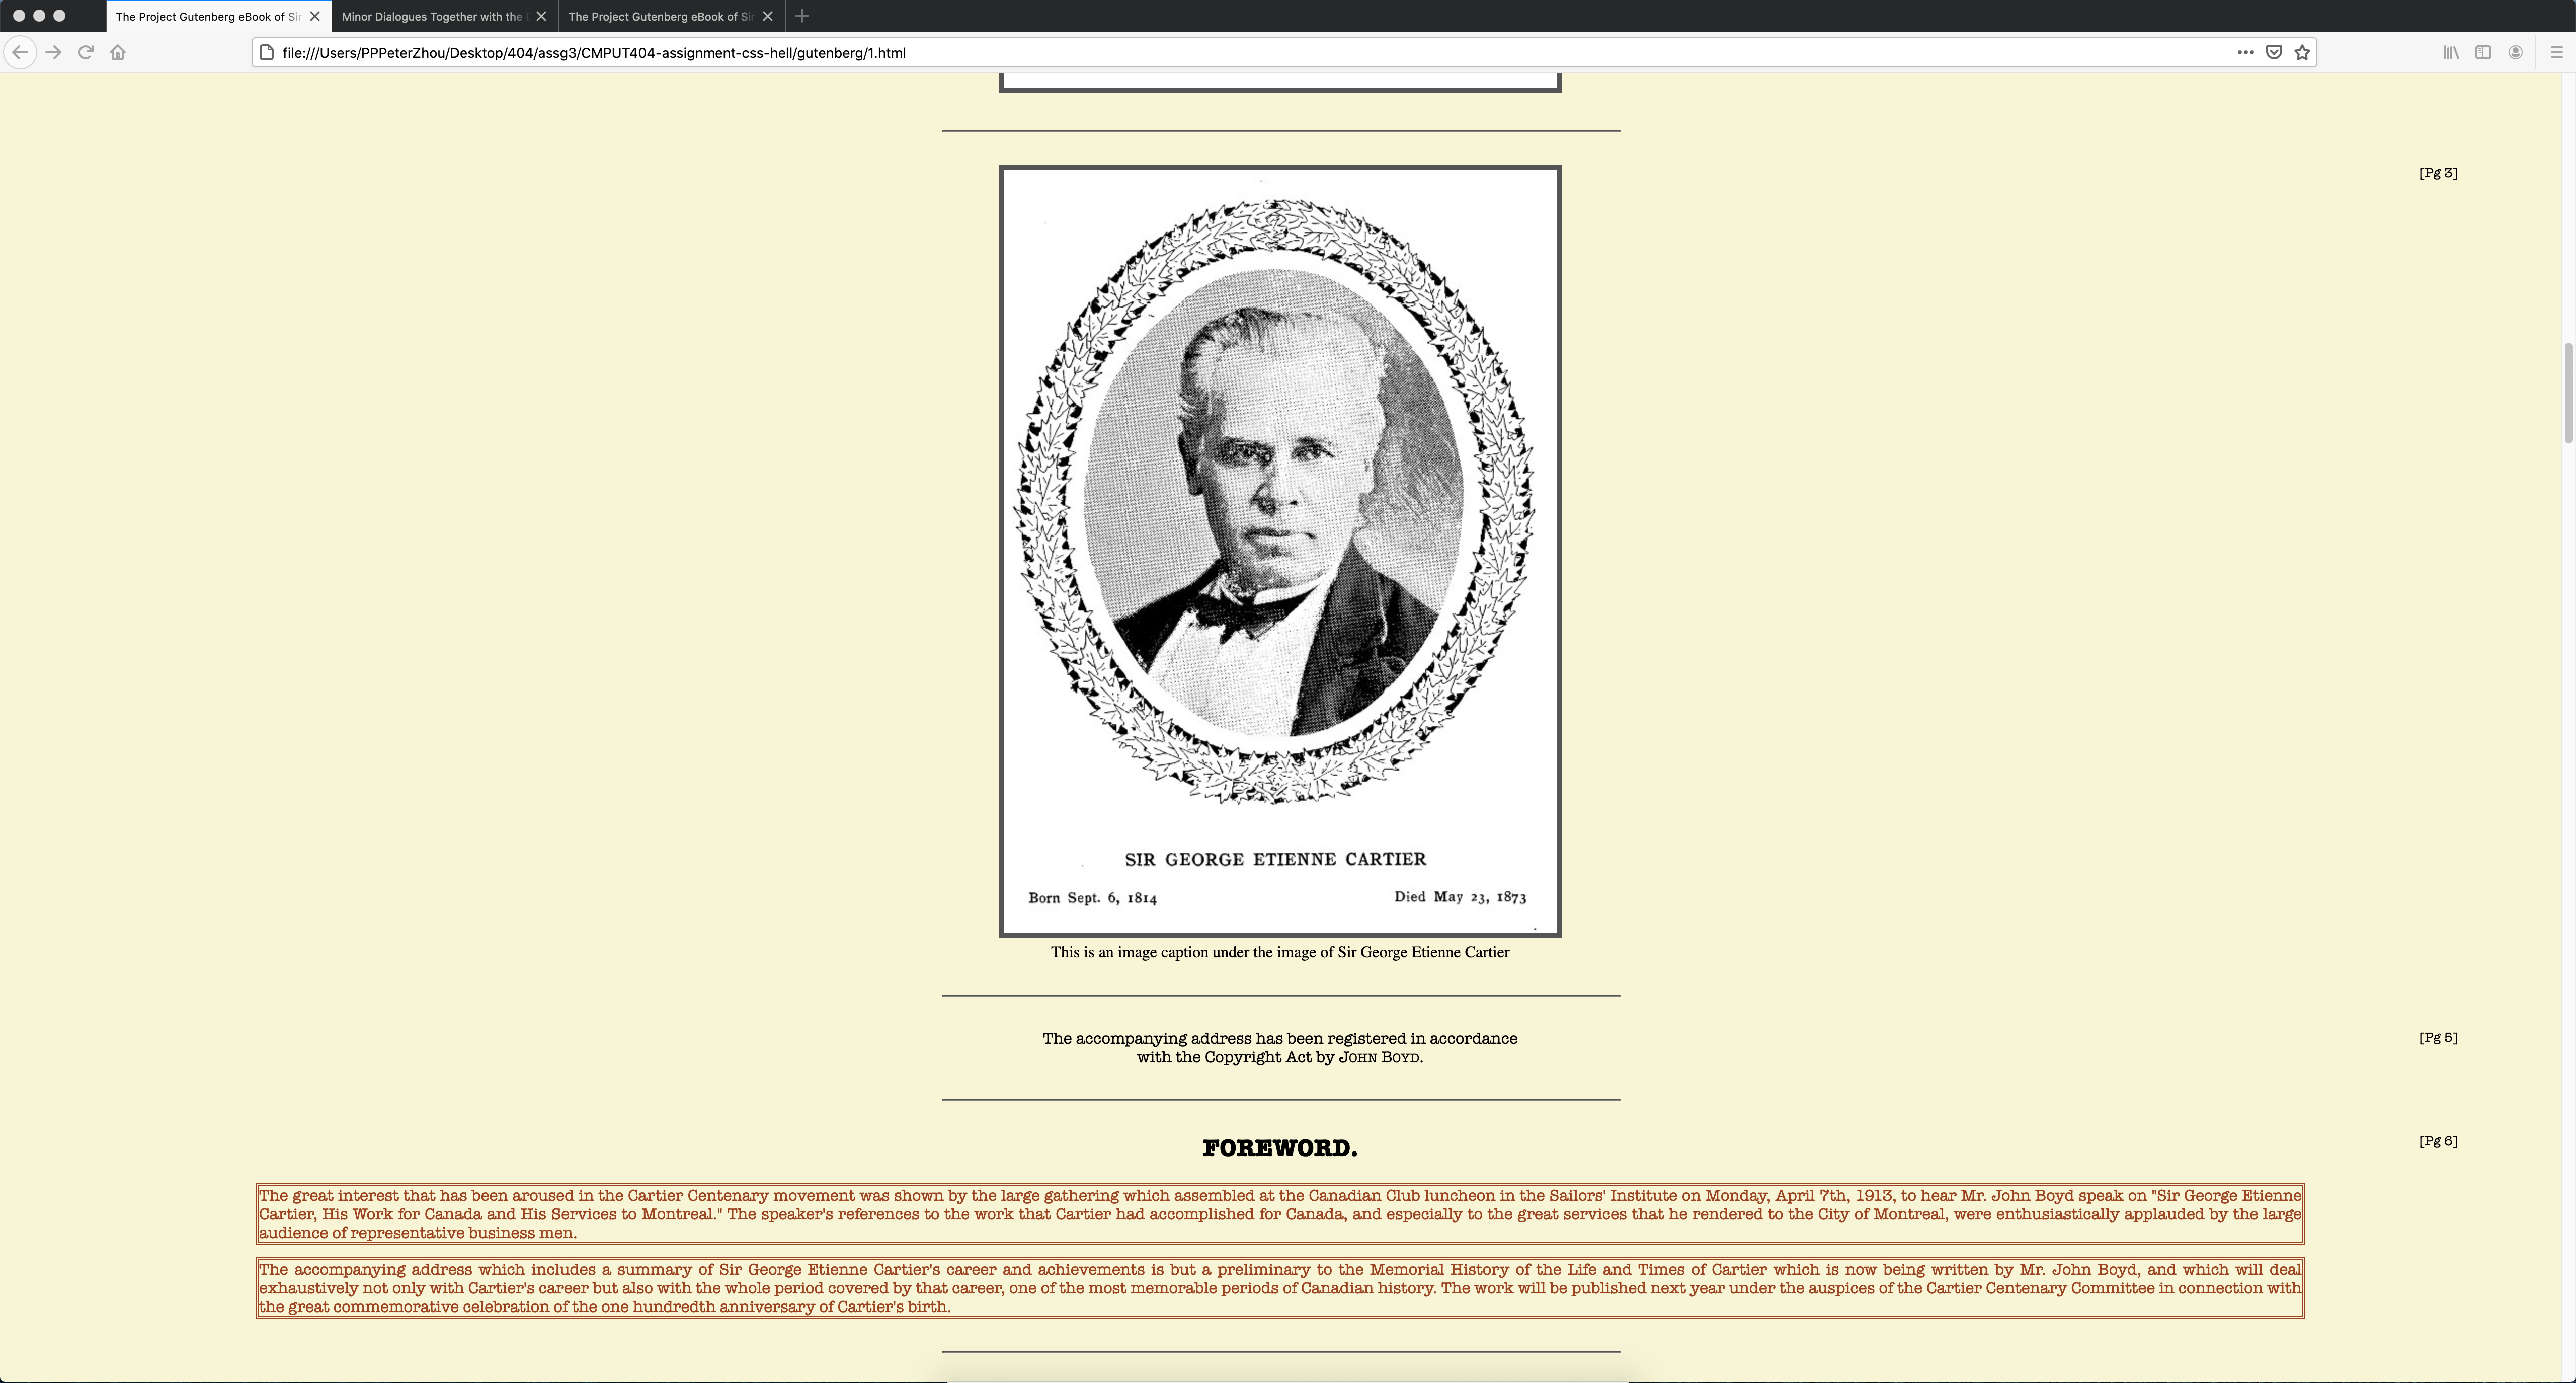 The Project Gutenberg eBook of Sir
Minor Dialogues Together with the
The Project Gutenberg eBook of Sir
file:///Users/PPPeterZhou/Desktop/404/assg3/CMPUT404-assignment-css-hell/gutenberg/1.html
[Pg 3]
SIR GEORGE ETIENNE CARTIER
Born Sept. 6, 1814 Died May 23, 1873
This is an image caption under the image of Sir George Etienne Cartier
The accompanying address has been registered in accordance [Pg 5]
with the Copyright Act by JOHN BOYD.
FOREWORD. [Pg 6]
The great interest that has been aroused in the Cartier Centenary movement was shown by the large gathering which assembled at the Canadian Club luncheon in the Sailors' Institute on Monday, April 7th, 1913, to hear Mr. John Boyd speak on "Sir George Etienne
Cartier, His Work for Canada and His Services to Montreal." The speaker's references to the work that Cartier had accomplished for Canada, and especially to the great services that he rendered to the City of Montreal, were enthusiastically applauded by the large
audience of representative business men.
The accompanying address which includes a summary of Sir George Etienne Cartier's career and achievements is but a preliminary to the Memorial History of the Life and Times of Cartier which is now being written by Mr. John Boyd, and which will deal
exhaustively not only with Cartier's career but also with the whole period covered by that career, one of the most memorable periods of Canadian history. The work will be published next year under the auspices of the Cartier Centenary Committee in connection with
the great commemorative celebration of the one hundredth anniversary of Cartier's birth.